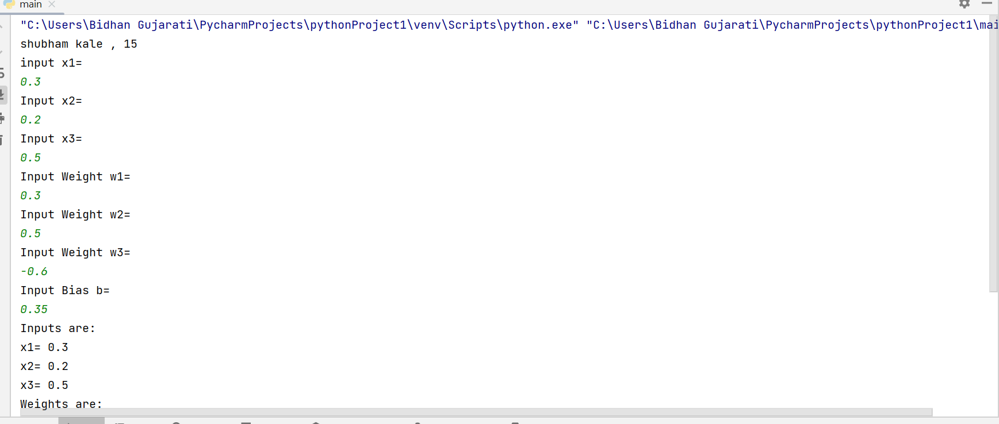 main
"C:\Users\Bidhan Gujarati\PycharmProjects\pythonProject1\venv\Scripts\python.exe" "C:\Users\Bidhan Gujarati\PycharmProjects\pythonProject1\mai
shubham kale , 15
input x1=
0.3
Input x2=
0.2
Input x3=
0.5
Input Weight w1=
0.3
Input Weight w2=
0.5
Input Weight w3=
-0.6
Input Bias b=
0.35
Inputs are:
x1= 0.3
x2= 0.2
x3= 0.5
Weights are: